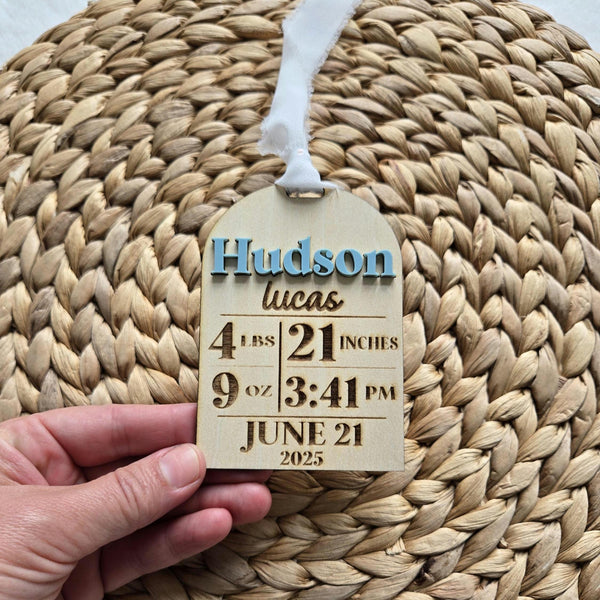 Hudson
lucas
4 LBS 21 INCHES
9 OZ 3:41 PM
JUNE 21
2025